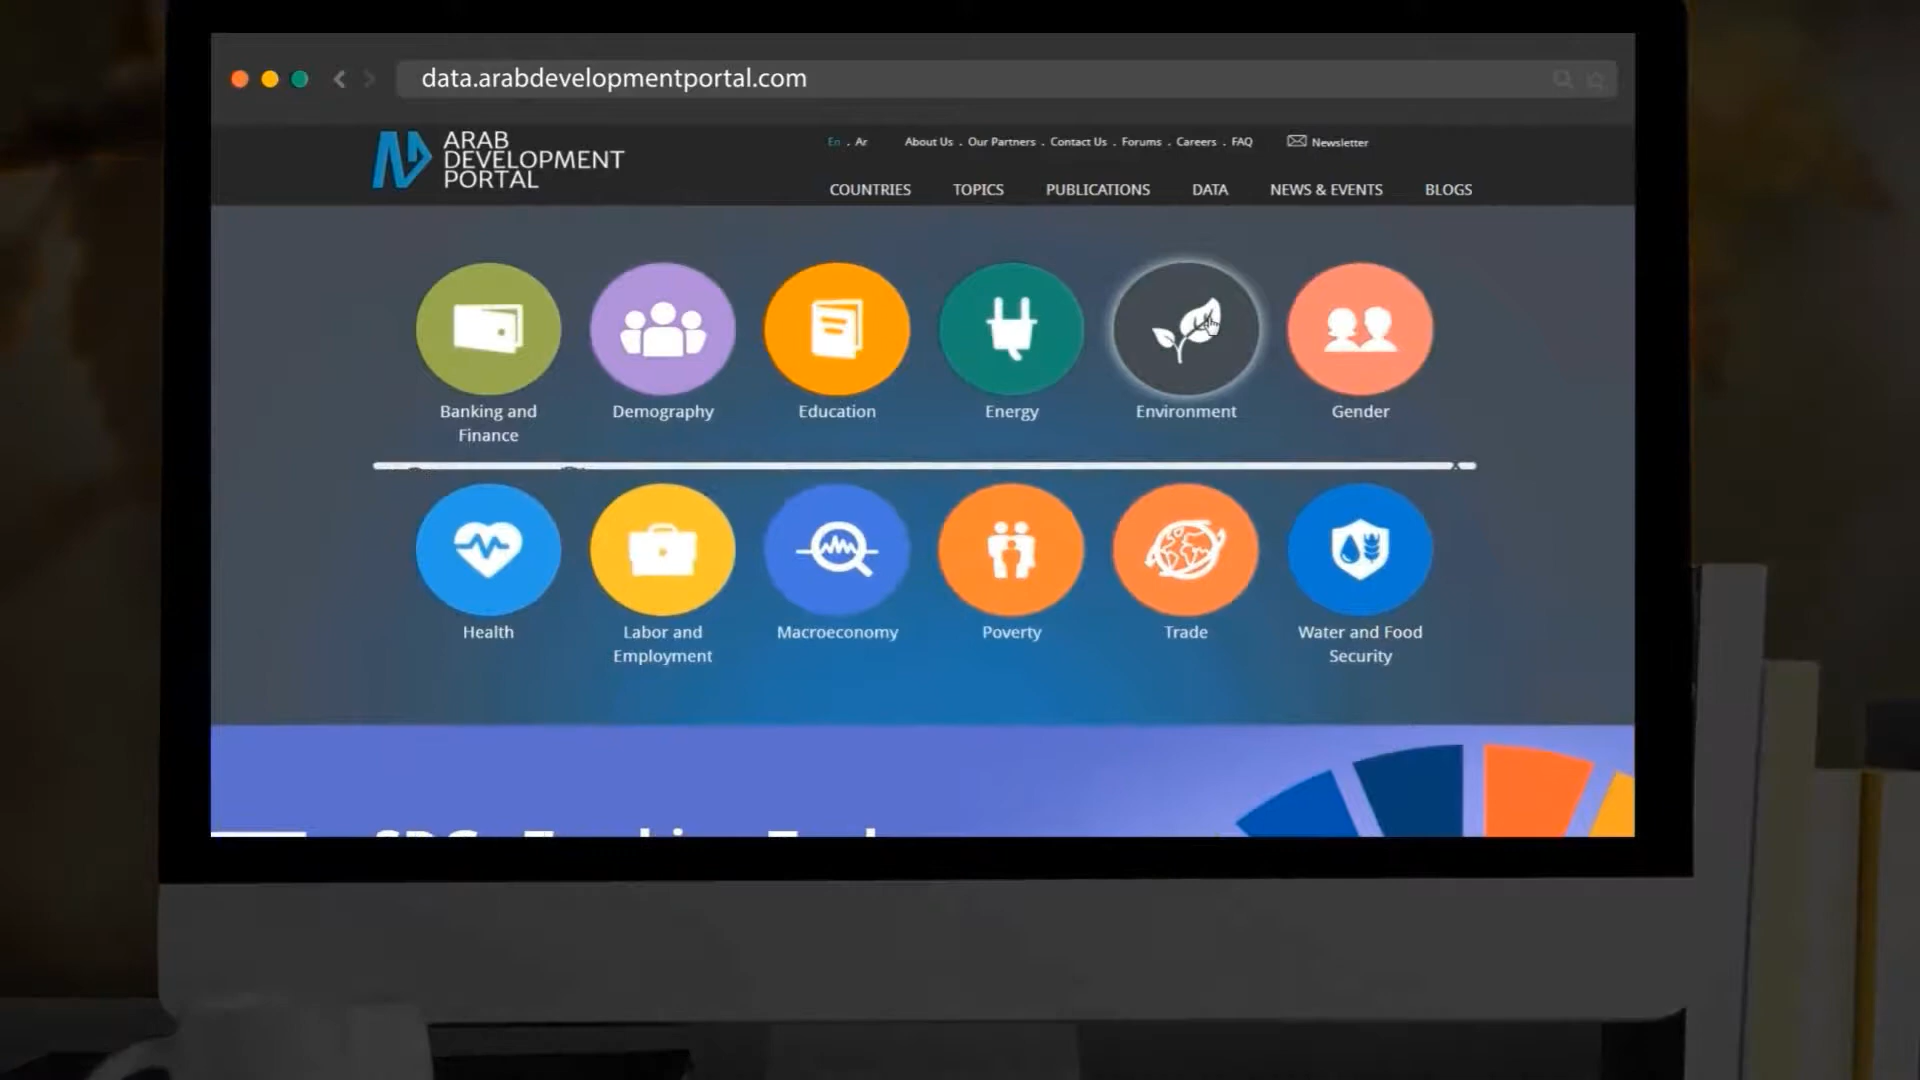 data.arabdevelopmentportal.com
ARAB
DEVELOPMENT
PORTAL
En . Ar
About Us . Our Partners . Contact Us . Forums . Careers . FAQ
Newsletter
COUNTRIES TOPICS PUBLICATIONS DATA NEWS & EVENTS BLOGS
Banking and
Finance
Demography
Education
Energy
Environment
Gender
Health
Labor and
Employment
Macroeconomy
Poverty
Trade
Water and Food
Security